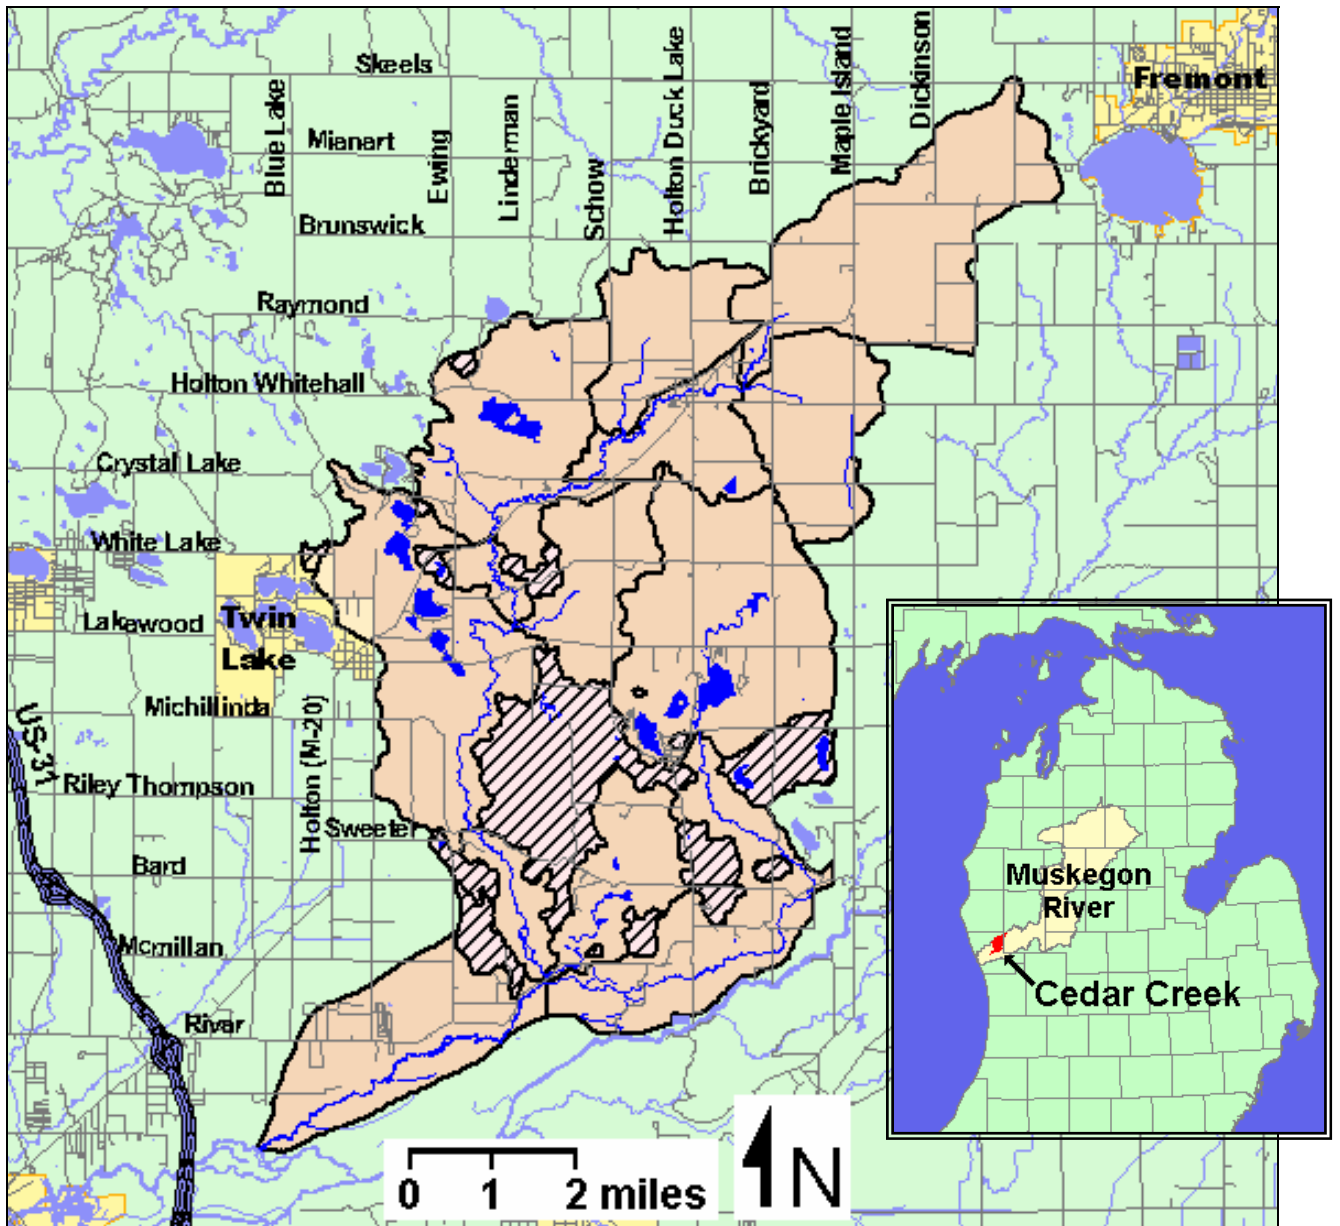 Skeels
Fremont
Blue Lake
Mianart
Ewing
Linderman
Schow
Holton Duck Lake
Brickyard
Maple Island
Dickinson
Brunswick
Raymond
Holton Whitehall
Crystal Lake
White Lake
Lakewood
Twin
Lake
Michillinda
US-31
Holton (M-20)
Riley Thompson
Sweeter
Bard
Mcmillan
River
Muskegon
River
Cedar Creek
0 1 2 miles
N